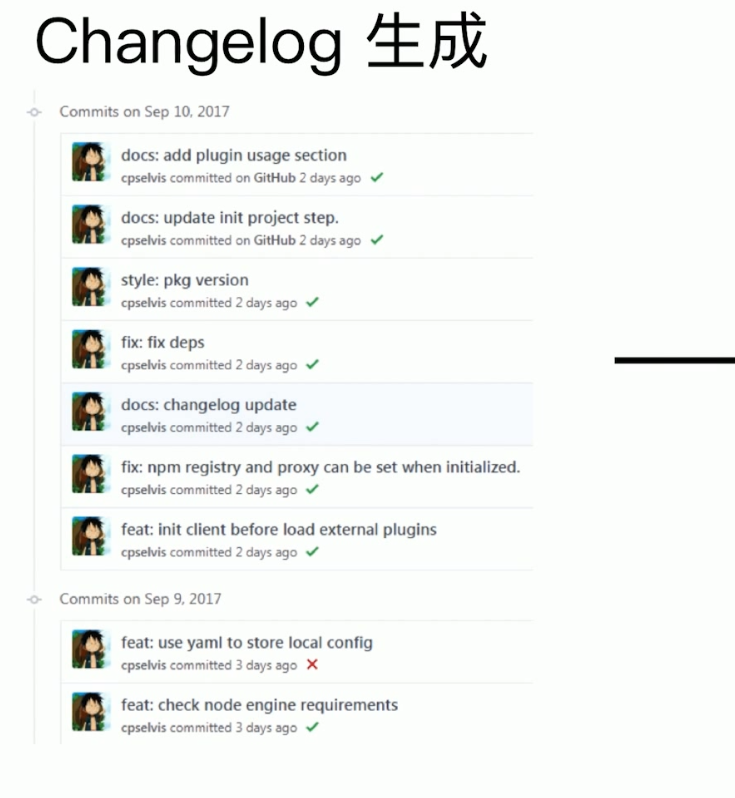 Changelog 生成
Commits on Sep 10, 2017
docs: add plugin usage section
cpselvis committed on GitHub 2 days ago
docs: update init project step.
cpselvis committed on GitHub 2 days ago
style: pkg version
cpselvis committed 2 days ago
fix: fix deps
cpselvis committed 2 days ago
docs: changelog update
cpselvis committed 2 days ago
fix: npm registry and proxy can be set when initialized.
cpselvis committed 2 days ago
feat: init client before load external plugins
cpselvis committed 2 days ago
Commits on Sep 9, 2017
feat: use yaml to store local config
cpselvis committed 3 days ago
feat: check node engine requirements
cpselvis committed 3 days ago